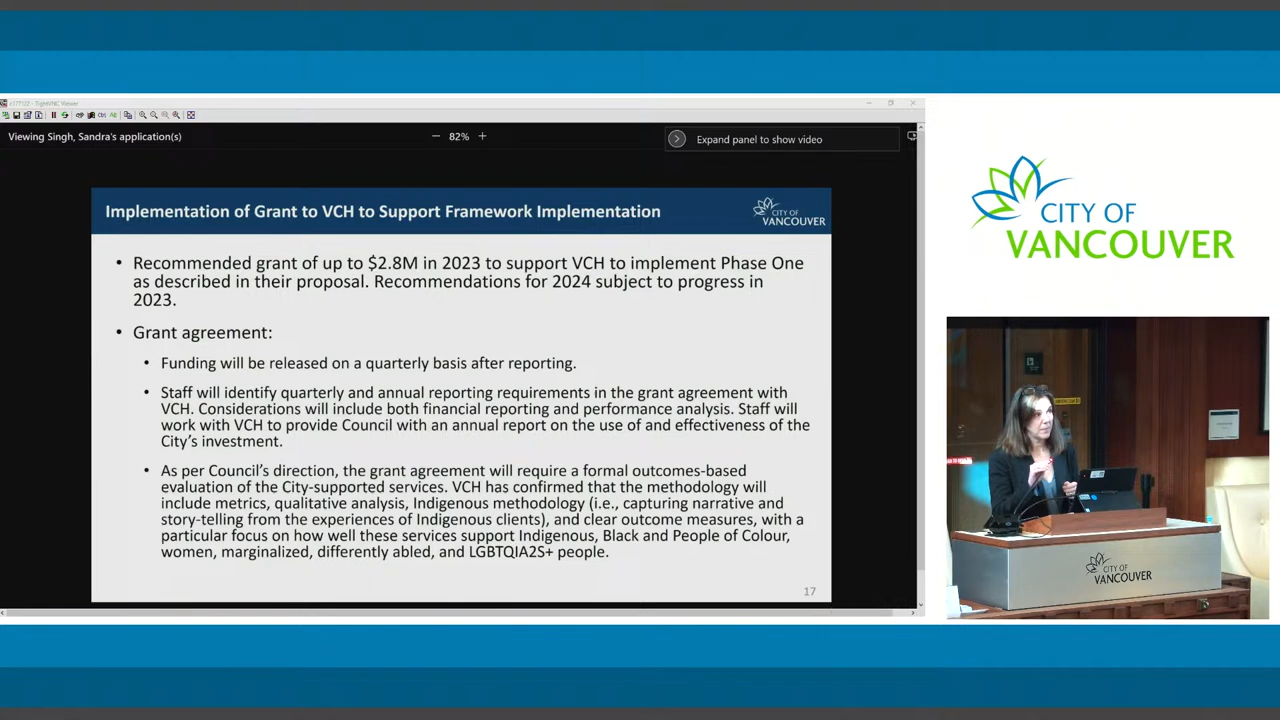 Viewing Singh, Sandra's application(s)
82%
Expand panel to show video
Implementation of Grant to VCH to Support Framework Implementation
CITY OF
VANCOUVER
• Recommended grant of up to $2.8M in 2023 to support VCH to implement Phase One
as described in their proposal. Recommendations for 2024 subject to progress in
2023.
• Grant agreement:
• Funding will be released on a quarterly basis after reporting.
• Staff will identify quarterly and annual reporting requirements in the grant agreement with
VCH. Considerations will include both financial reporting and performance analysis. Staff will
work with VCH to provide Council with an annual report on the use of and effectiveness of the
City's investment.
• As per Council's direction, the grant agreement will require a formal outcomes-based
evaluation of the City-supported services. VCH has confirmed that the methodology will
include metrics, qualitative analysis, Indigenous methodology (i.e., capturing narrative and
story-telling from the experiences of Indigenous clients), and clear outcome measures, with a
particular focus on how well these services support Indigenous, Black and People of Colour,
women, marginalized, differently abled, and LGBTQIA2S+ people.
17
CITY OF
VANCOUVER
CITY OF
VANCOUVER